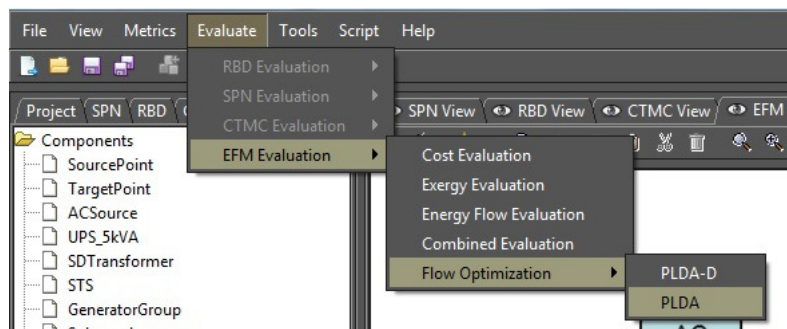 File View Metrics Evaluate Tools Script Help
RBD Evaluation
SPN Evaluation
CTMC Evaluation
EFM Evaluation
Project SPN RBD
SPN View RBD View CTMC View EFM
Components
SourcePoint
TargetPoint
ACSource
UPS_5kVA
SDTransformer
STS
GeneratorGroup
Cost Evaluation
Exergy Evaluation
Energy Flow Evaluation
Combined Evaluation
Flow Optimization
PLDA-D
PLDA